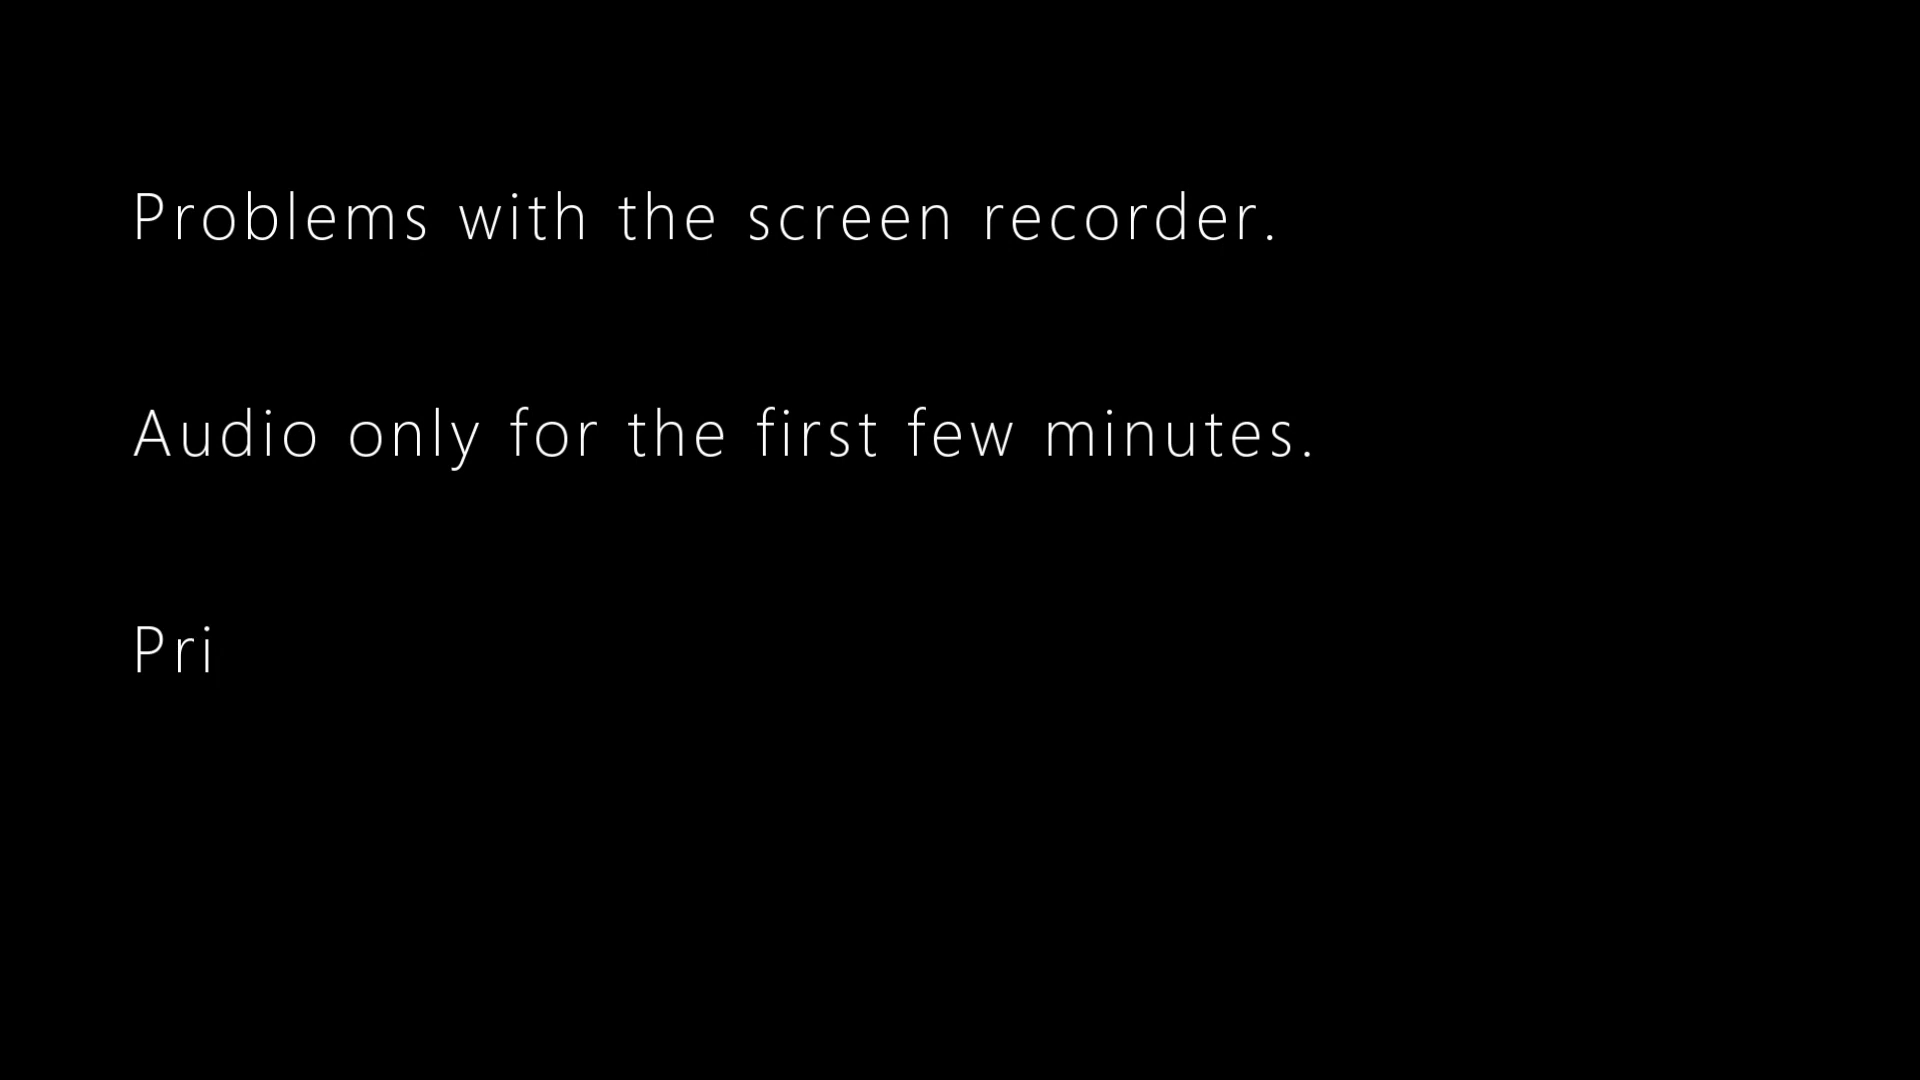 Problems with the screen recorder.
Audio only for the first few minutes.
Pri